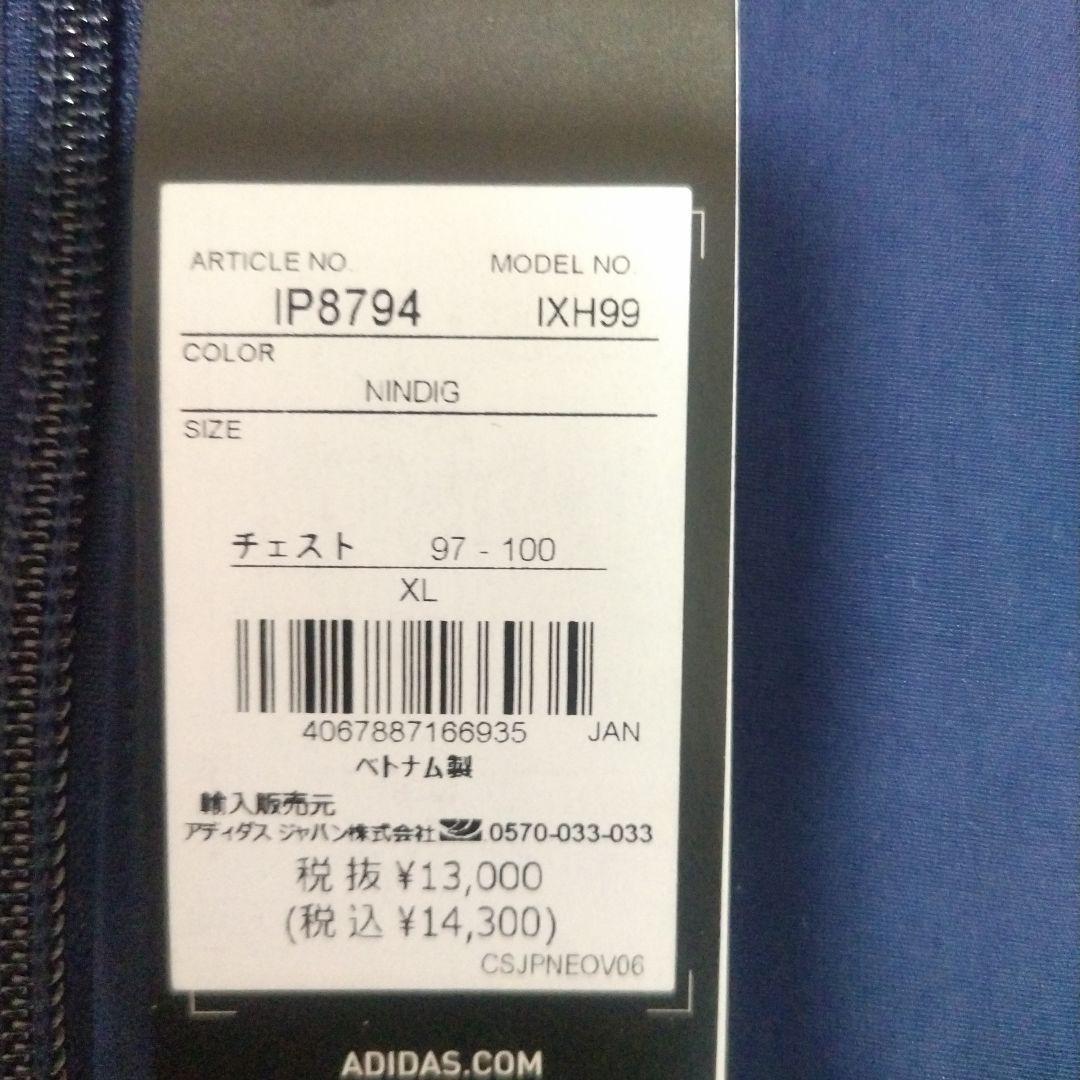 ARTICLE NO. MODEL NO.
IP8794 IXH99
COLOR
NINDIG
SIZE
チェスト 97 - 100
XL
4067887166935 JAN
ベトナム製
輸入販売元
アディダス ジャパン株式会社 0570-033-033
税 抜 ¥13,000
(税 込 ¥14,300)
CSJPNEOV06
ADIDAS.COM